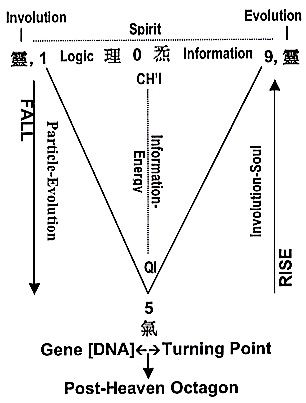 Involution
Evolution
Spirit
靈, 1 Logic 理 0 炁 Information 9, 靈
CH'I
FALL
Particle-Evolution
Information-
Energy
Involution-Soul
RISE
QI
5
氣
Gene [DNA]←→Turning Point
Post-Heaven Octagon